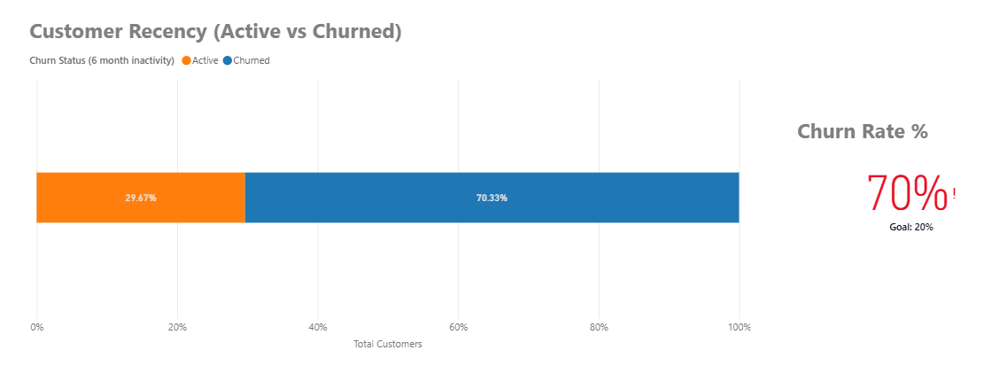 Customer Recency (Active vs Churned)
Churn Status (6 month inactivity) Active Churned
Churn Rate %
29.67% 70.33%
70% !
Goal: 20%
0% 20% 40% 60% 80% 100%
Total Customers